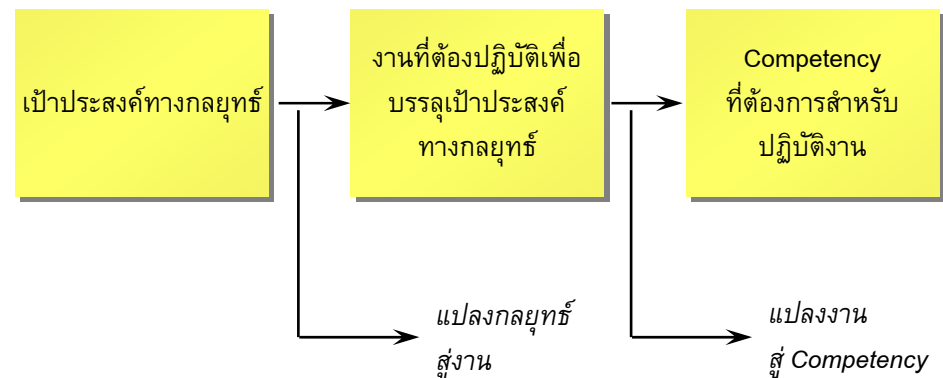 เป้าประสงค์ทางกลยุทธ์
งานที่ต้องปฏิบัติเพื่อ
บรรลุเป้าประสงค์
ทางกลยุทธ์
Competency
ที่ต้องการสำหรับ
ปฏิบัติงาน
แปลงกลยุทธ์
สู่งาน
แปลงงาน
สู่ Competency